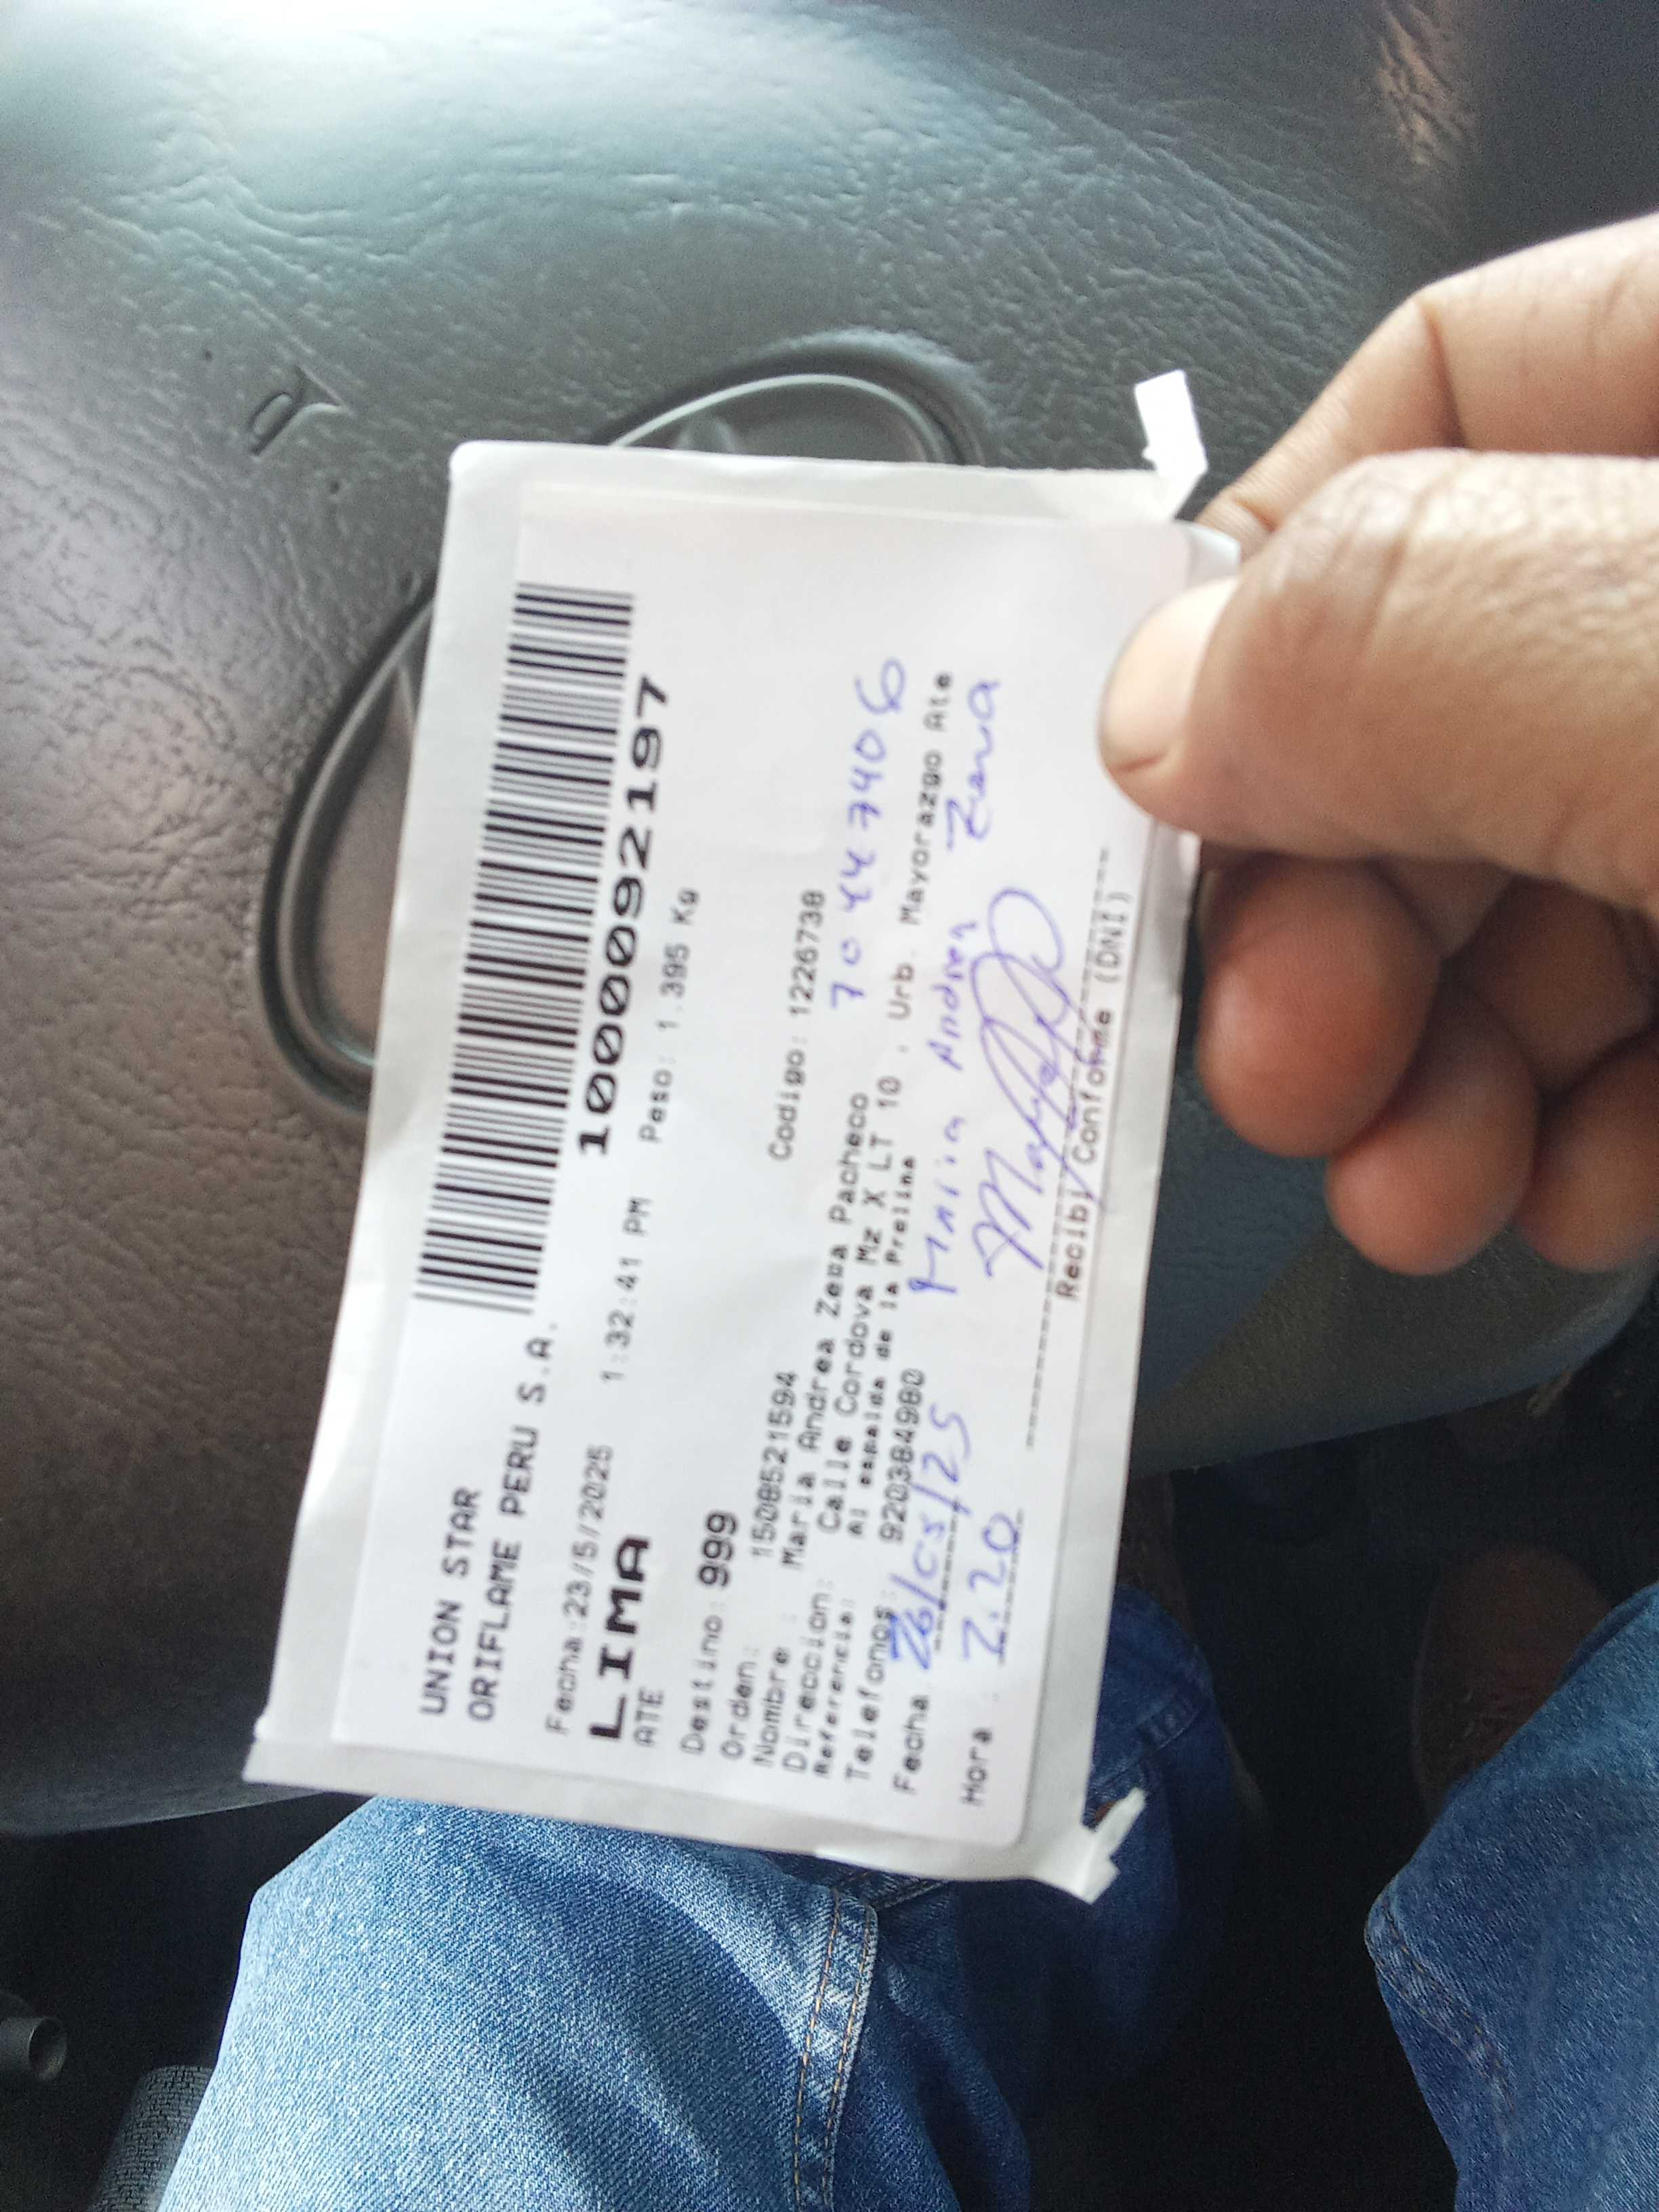 UNION STAR
ORIFLAME PERU S.A.
1000092197
Fecha:23/5/2025 1:32:41 PM
LIMA Peso: 1.395 Kg
ATE
Destino: 999
Orden: 1508521594 Codigo: 1226738
Nombre : Maria Andrea Zeña Pacheco 70447406
Direccion: Calle Cordova Mz X LT 10 , Urb. Mayorazgo Ate
Referencia: Al espalda de la Prelima
Telefonos: 920384980
Maria Andrea Zena
Fecha 26/05/25
Hora : 2:20
Recibi Conforme (DNI)